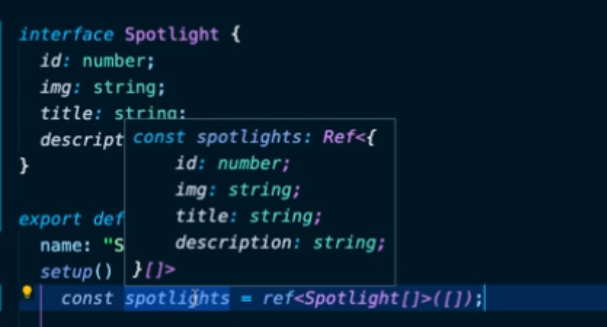 interface Spotlight {
id: number;
img: string;
title: string;
descript
}
const spotlights: Ref<{
id: number;
img: string;
title: string;
description: string;
}[]>
export def
name: "S
setup()
const spotlights = ref<Spotlight[]>([]);